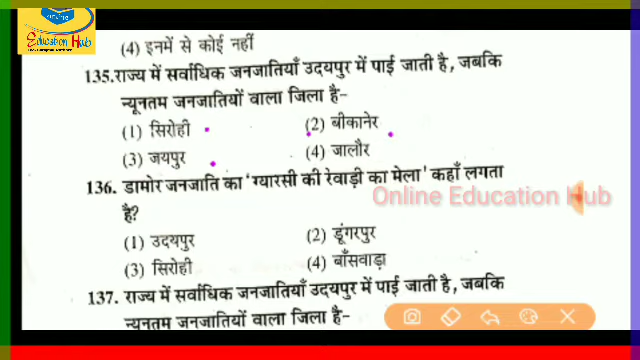 Education Hub
(4) इनमें से कोई नहीं
135. राज्य में सर्वाधिक जनजातियाँ उदयपुर में पाई जाती है, जबकि
न्यूनतम जनजातियों वाला जिला है-
(1) सिरोही (2) बीकानेर
(3) जयपुर (4) जालौर
136. डामोर जनजाति का 'ग्यारसी की रेवाड़ी का मेला' कहाँ लगता
है?
Online Education Hub
(1) उदयपुर (2) डूंगरपुर
(3) सिरोही (4) बाँसवाड़ा
137. राज्य में सर्वाधिक जनजातियाँ उदयपुर में पाई जाती है, जबकि
न्यूनतम जनजातियों वाला जिला है-